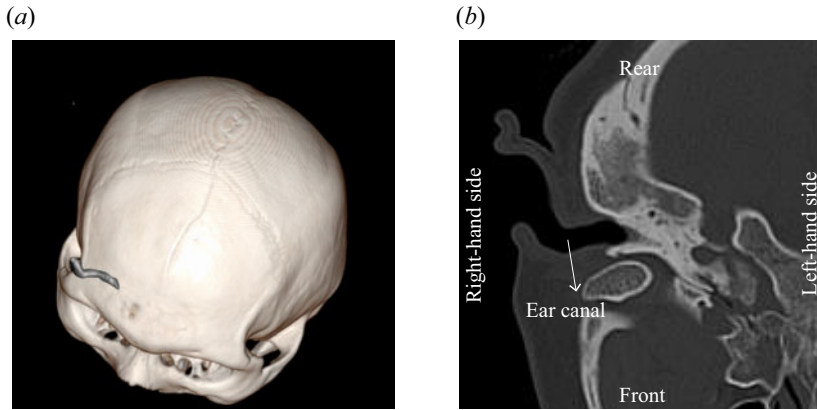 (a)
(b)
Rear
Right-hand side
Left-hand side
Ear canal
Front